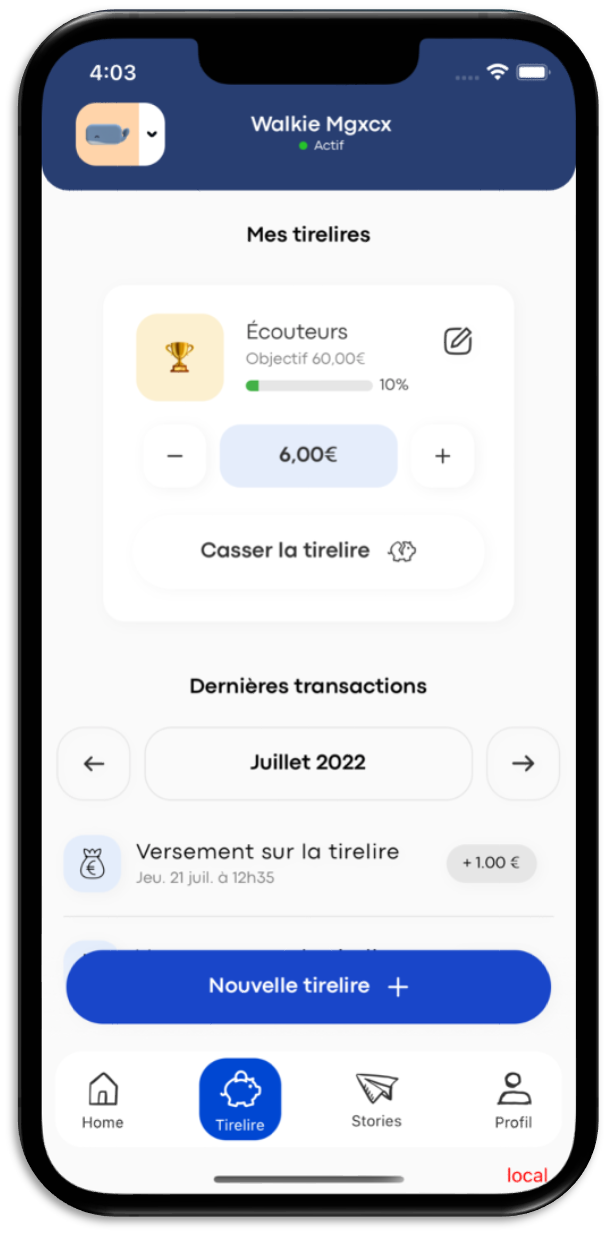 4:03
Walkie Mgxcx
Actif
Mes tirelires
Écouteurs
Objectif 60,00€
10%
6,00€
Casser la tirelire
Dernières transactions
Juillet 2022
Versement sur la tirelire
+ 1.00 €
Jeu. 21 juil. à 12h35
Nouvelle tirelire +
Home
Tirelire
Stories
Profil
local